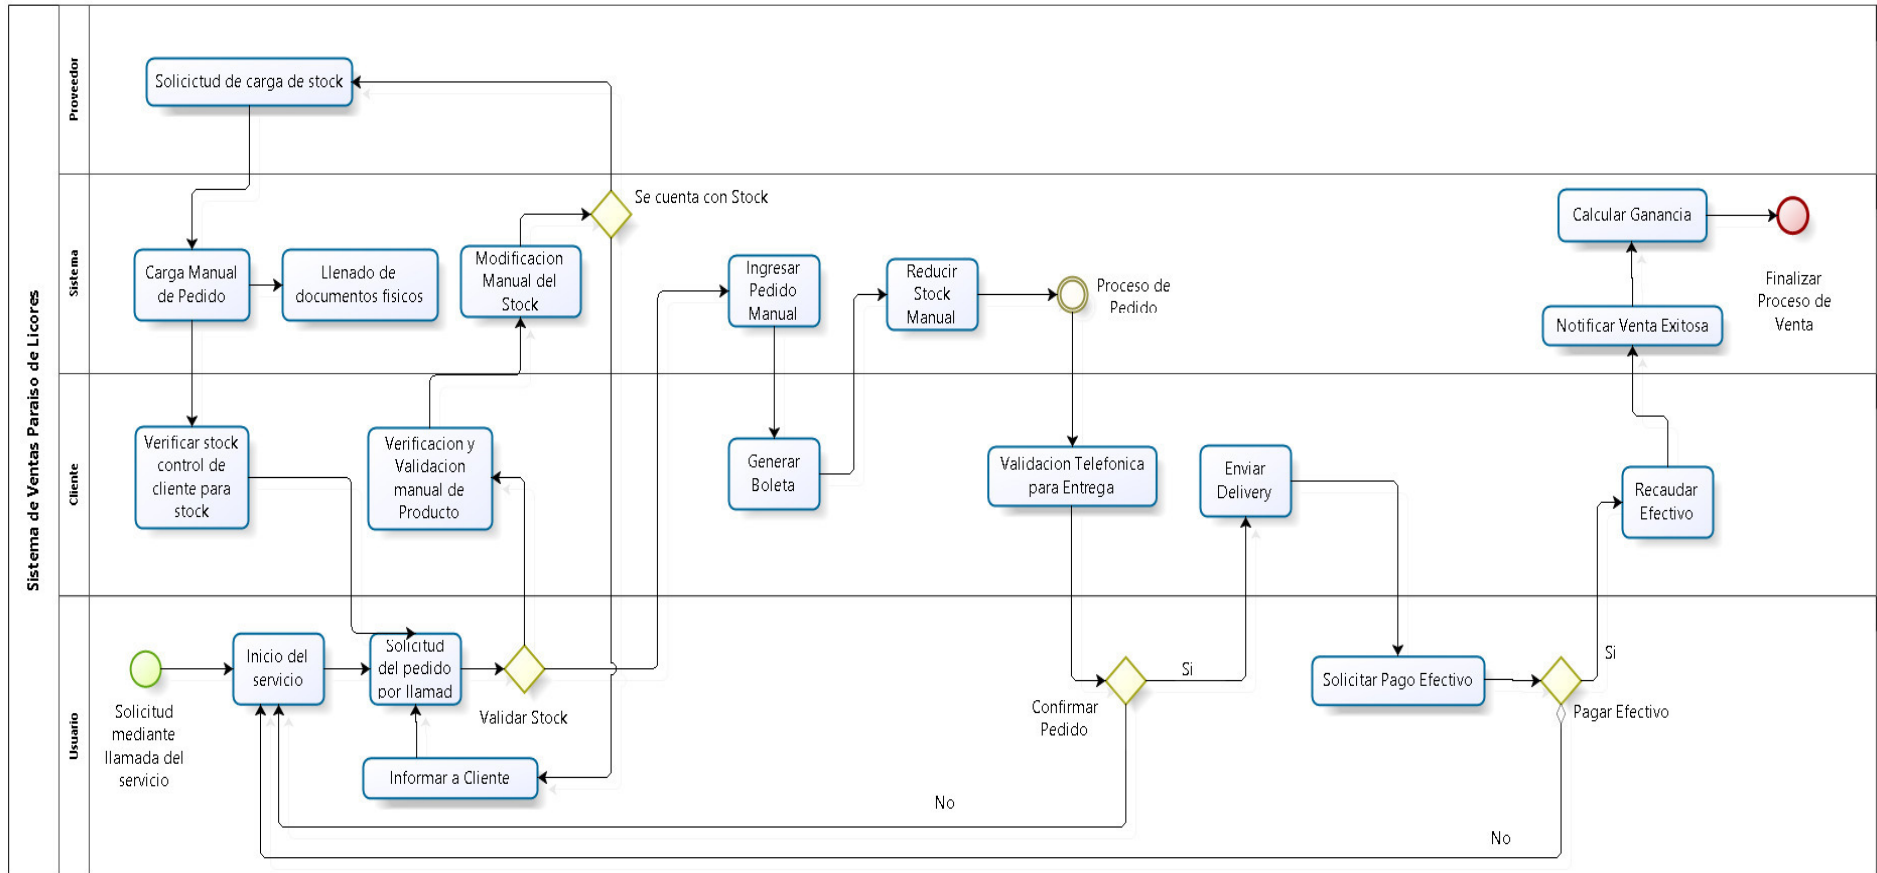 Sistema de Ventas Paraiso de Licores
Proveedor
Solicictud de carga de stock
Sistema
Se cuenta con Stock
Carga Manual
de Pedido
Llenado de
documentos fisicos
Modificacion
Manual del
Stock
Ingresar
Pedido
Manual
Reducir
Stock
Manual
Proceso de
Pedido
Calcular Ganancia
Finalizar
Proceso de
Venta
Notificar Venta Exitosa
Cliente
Verificar stock
control de
cliente para
stock
Verificacion y
Validacion
manual de
Producto
Generar
Boleta
Validacion Telefonica
para Entrega
Enviar
Delivery
Recaudar
Efectivo
Usuario
Solicitud
mediante
llamada del
servicio
Inicio del
servicio
Solicitud
del pedido
por llamad
Validar Stock
Informar a Cliente
Confirmar
Pedido
Si
No
Solicitar Pago Efectivo
Si
Pagar Efectivo
No